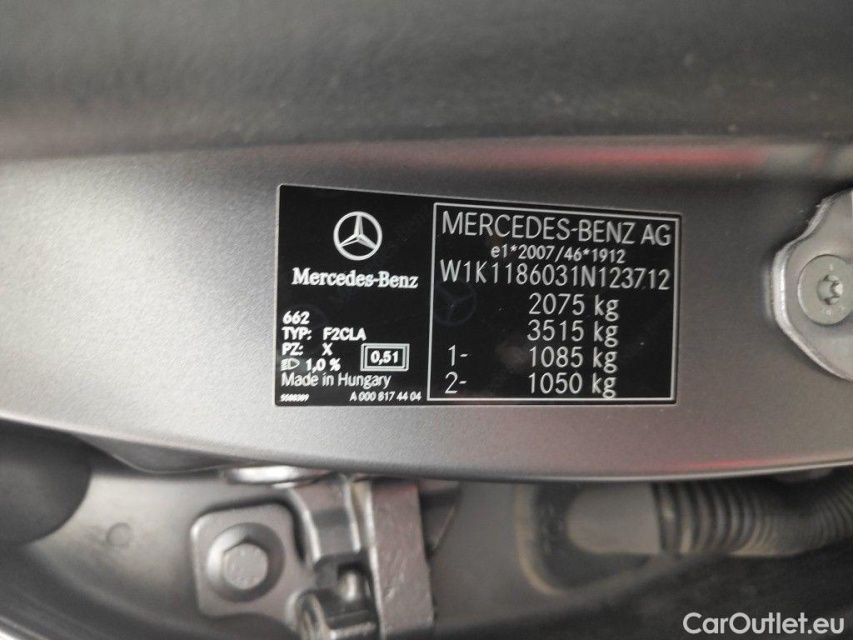 Mercedes-Benz
662
TYP: F2CLA
PZ: X
1,0 %
0,51
Made in Hungary
A 000 817 44 04
MERCEDES-BENZ AG
e1*2007/46*1912
W1K1186031N123712
2075 kg
3515 kg
1- 1085 kg
2- 1050 kg
CarOutlet.eu